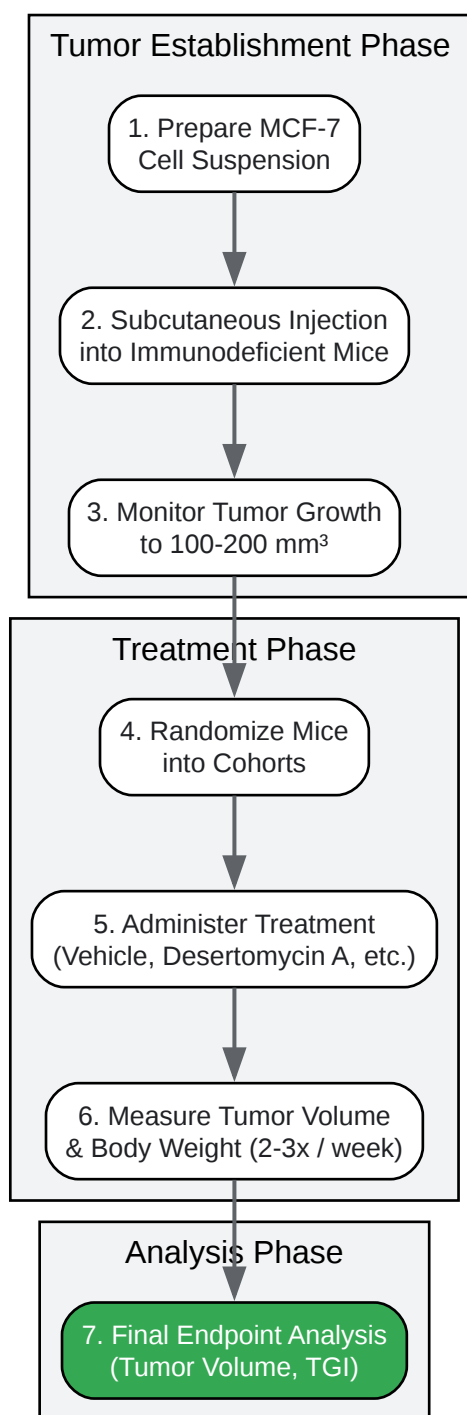 Tumor Establishment Phase
1. Prepare MCF-7
Cell Suspension
2. Subcutaneous Injection
into Immunodeficient Mice
3. Monitor Tumor Growth
to 100-200 mm³
Treatment Phase
4. Randomize Mice
into Cohorts
5. Administer Treatment
(Vehicle, Desertomycin A, etc.)
6. Measure Tumor Volume
& Body Weight (2-3x / week)
Analysis Phase
7. Final Endpoint Analysis
(Tumor Volume, TGI)